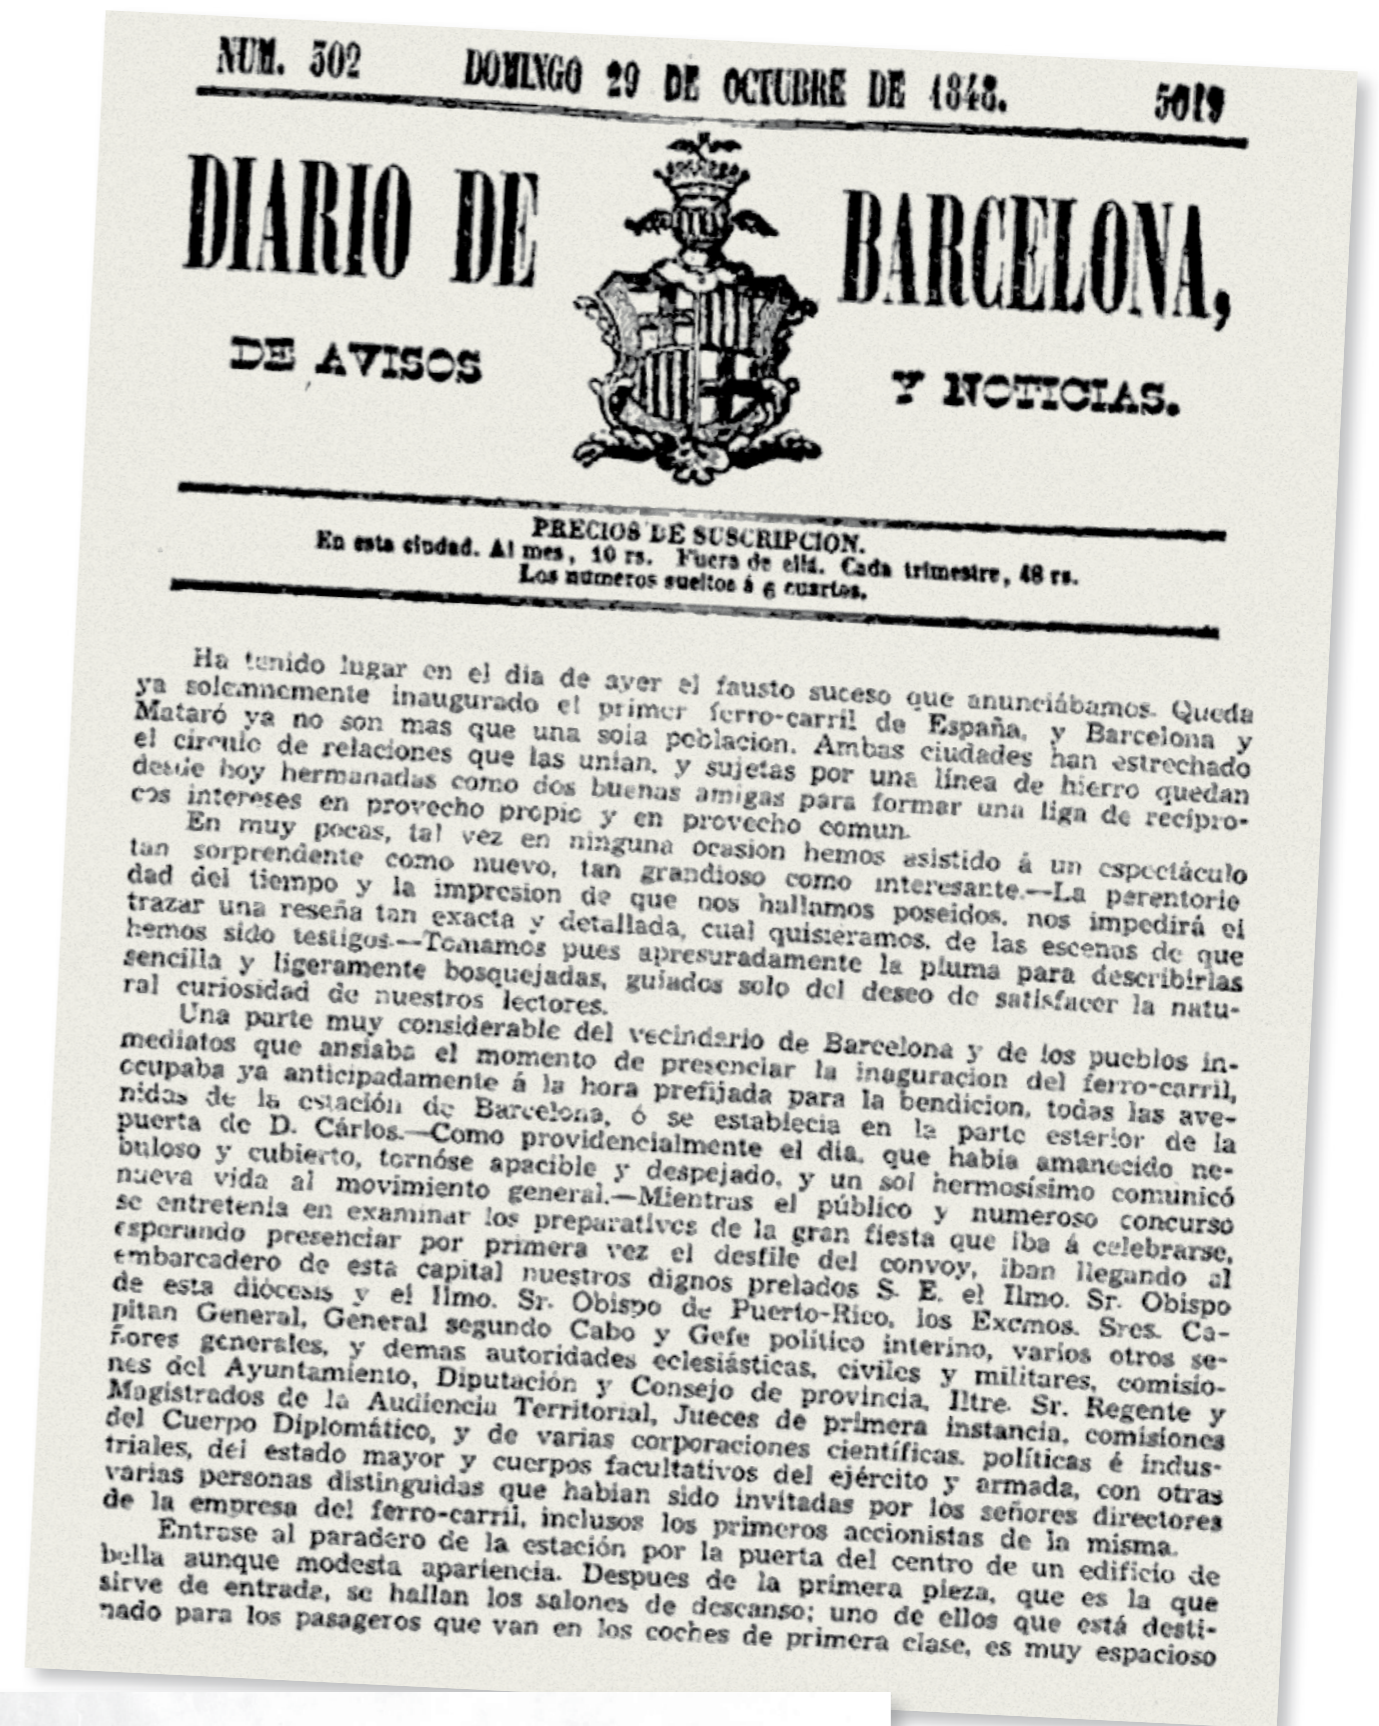 NUM. 302 DOMINGO 29 DE OCTUBRE DE 1848. 5019
DIARIO DE BARCELONA,
DE AVISOS Y NOTICIAS.
PRECIOS DE SUSCRIPCION.
En esta ciudad. Al mes, 10 rs. Fuera de ella. Cada trimestre, 48 rs.
Los números sueltos á 6 cuartos.
Ha tenido lugar en el dia de ayer el fausto suceso que anunciábamos. Queda
ya solemnemente inaugurado el primer ferro-carril de España, y Barcelona y
Mataró ya no son mas que una sola poblacion. Ambas ciudades han estrechado
el circulo de relaciones que las unian, y sujetas por una línea de hierro quedan
desde hoy hermanadas como dos buenas amigas para formar una liga de recípro-
cos intereses en provecho propio y en provecho comun.
En muy pocas, tal vez en ninguna ocasion hemos asistido á un espectáculo
tan sorprendente como nuevo, tan grandioso como interesante.—La perentorie
dad del tiempo y la impresion de que nos hallamos poseidos, nos impedirá el
trazar una reseña tan exacta y detallada, cual quisiéramos, de las escenas de que
hemos sido testigos.—Tomamos pues apresuradamente la pluma para describirlas
sencilla y ligeramente bosquejadas, guiados solo del deseo de satisfacer la natu-
ral curiosidad de nuestros lectores.
Una parte muy considerable del vecindario de Barcelona y de los pueblos in-
mediatos que ansiaba el momento de presenciar la inaguracion del ferro-carril,
ocupaba ya anticipadamente á la hora prefijada para la bendicion, todas las ave-
nidas de la estación de Barcelona, ó se establecia en la parte esterior de la
puerta de D. Cárlos.—Como providencialmente el dia, que habia amanecido ne-
buloso y cubierto, tornóse apacible y despejado, y un sol hermosísimo comunicó
nueva vida al movimiento general.—Mientras el público y numeroso concurso
se entretenia en examinar los preparativos de la gran fiesta que iba á celebrarse,
esperando presenciar por primera vez el desfile del convoy, iban llegando al
embarcadero de esta capital nuestros dignos prelados S. E. el Ilmo. Sr. Obispo
de esta diócesis y el Ilmo. Sr. Obispo de Puerto-Rico, los Excmos. Sres. Ca-
pitan General, General segundo Cabo y Gefe político interino, varios otros se-
ñores generales, y demas autoridades eclesiásticas, civiles y militares, comisio-
nes del Ayuntamiento, Diputación y Consejo de provincia, Iltre. Sr. Regente y
Magistrados de la Audiencia Territorial, Jueces de primera instancia, comisiones
del Cuerpo Diplomático, y de varias corporaciones científicas, políticas é indus-
triales, del estado mayor y cuerpos facultativos del ejército y armada, con otras
varias personas distinguidas que habian sido invitadas por los señores directores
de la empresa del ferro-carril, inclusos los primeros accionistas de la misma.
Entrase al paradero de la estación por la puerta del centro de un edificio de
bella aunque modesta apariencia. Despues de la primera pieza, que es la que
sirve de entrada, se hallan los salones de descanso; uno de ellos que está desti-
nado para los pasageros que van en los coches de primera clase, es muy espacioso